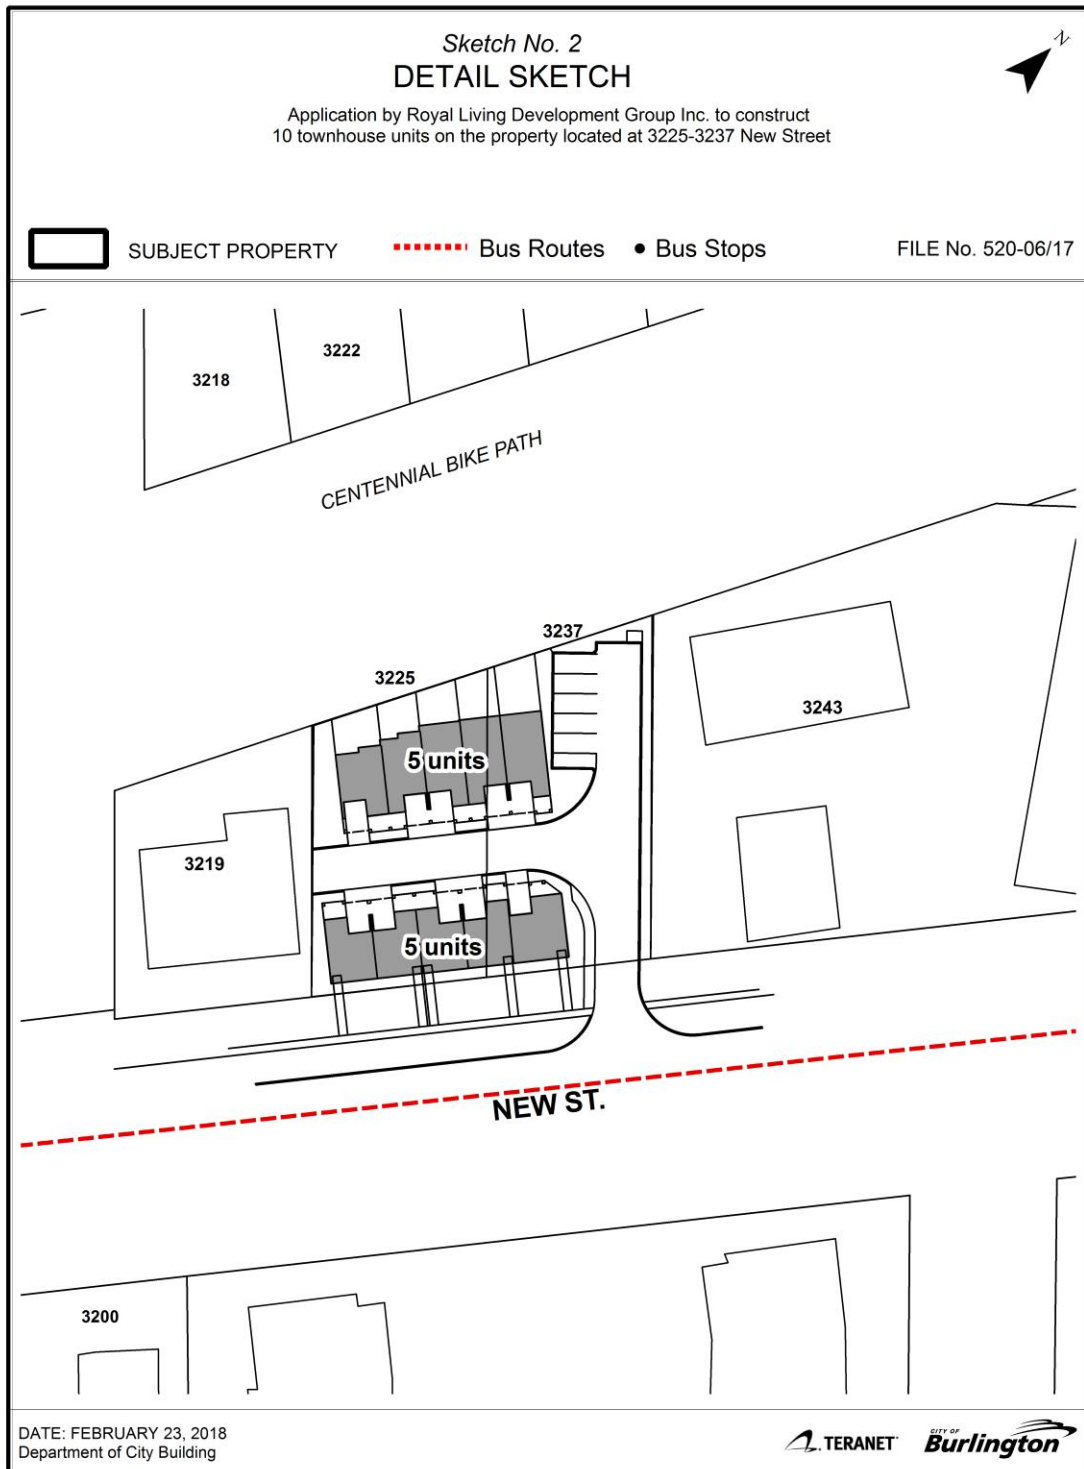 Sketch No. 2
DETAIL SKETCH
N
Application by Royal Living Development Group Inc. to construct
10 townhouse units on the property located at 3225-3237 New Street
SUBJECT PROPERTY
Bus Routes
Bus Stops
FILE No. 520-06/17
3222
3218
CENTENNIAL BIKE PATH
3237
3225
3243
5 units
3219
5 units
NEW ST.
3200
DATE: FEBRUARY 23, 2018
Department of City Building
TERANET
CITY OF
Burlington